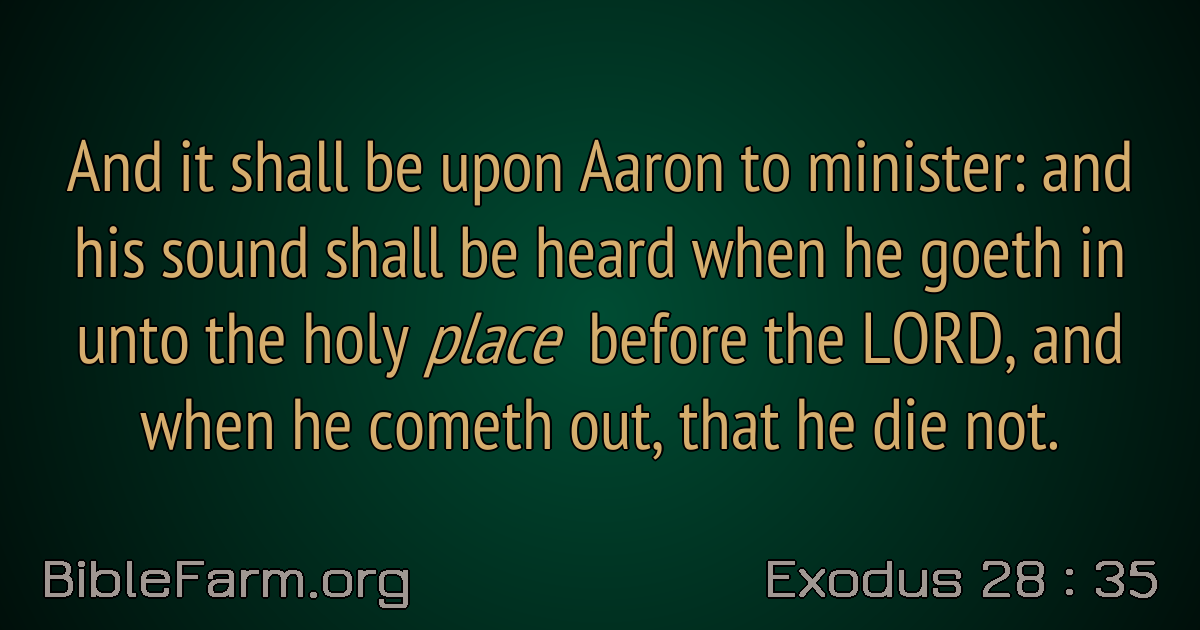 And it shall be upon Aaron to minister: and
his sound shall be heard when he goeth in
unto the holy place before the LORD, and
when he cometh out, that he die not.
BibleFarm.org
Exodus 28 : 35